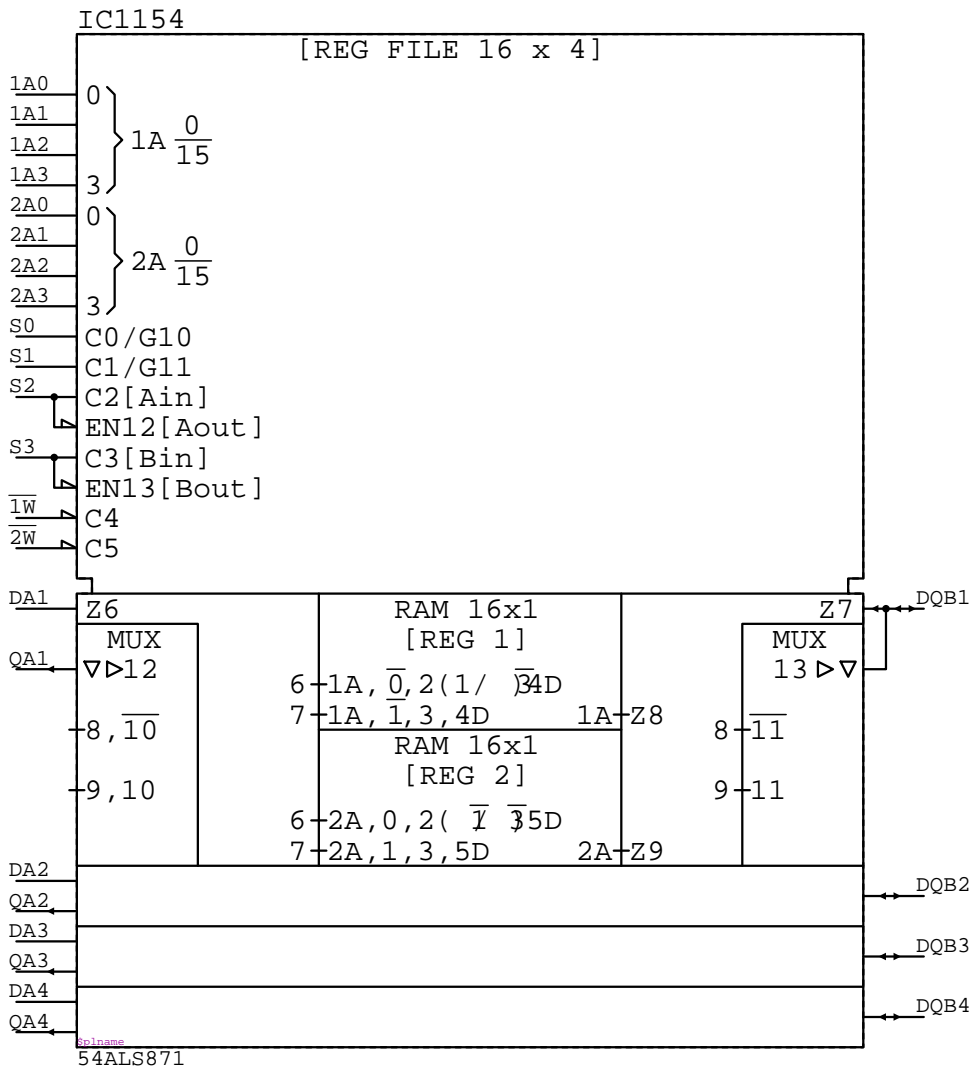 IC1154
[REG FILE 16 x 4]
1A0
0
1A1
1A 0/15
1A2
1A3
3
2A0
0
2A1
2A 0/15
2A2
2A3
3
S0
C0/G10
S1
C1/G11
S2
C2[Ain]
EN12[Aout]
S3
C3[Bin]
EN13[Bout]
1W
C4
2W
C5
DA1
Z6
RAM 16x1
Z7
DQB1
MUX
[REG 1]
MUX
QA1
12
13
6 1A, 0,2(1/ 3)4D
7 1A, 1,3,4D
1A Z8
8,10
8 11
RAM 16x1
[REG 2]
9,10
9 11
6 2A,0,2( 1/ 3)5D
7 2A,1,3,5D
2A Z9
DA2
QA2
DQB2
DA3
QA3
DQB3
DA4
QA4
DQB4
Splname
54ALS871